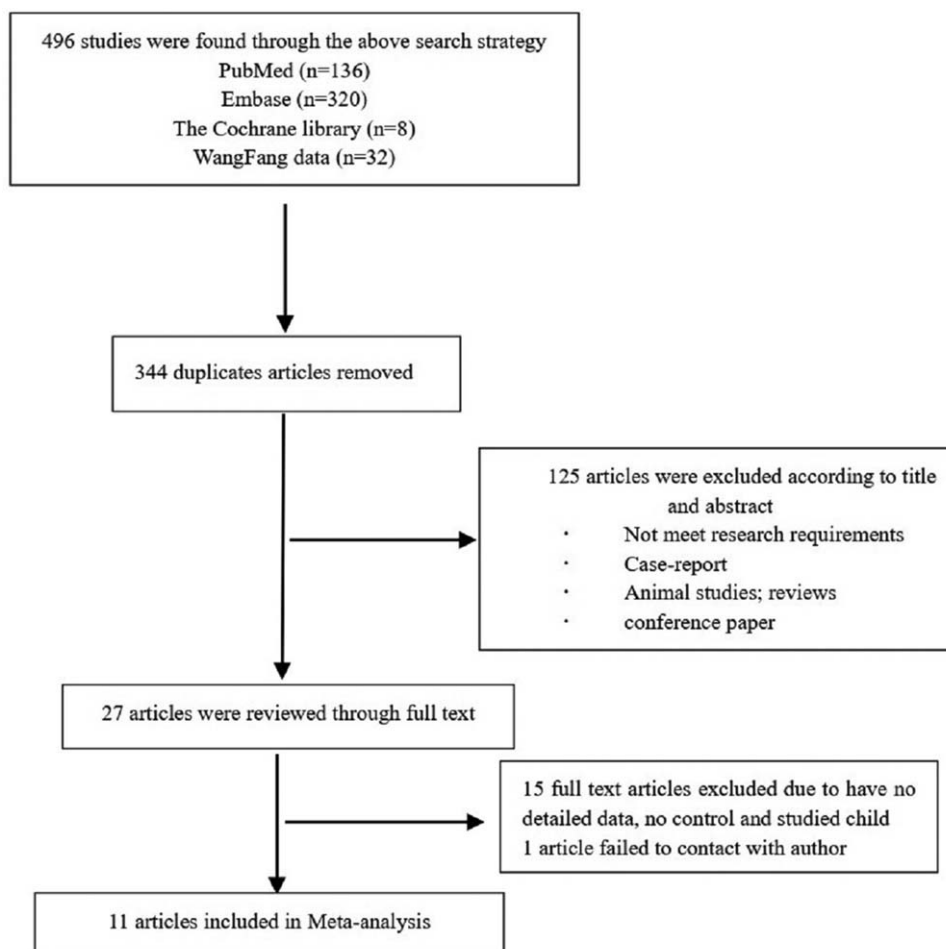 496 studies were found through the above search strategy
PubMed (n=136)
Embase (n=320)
The Cochrane library (n=8)
WangFang data (n=32)
344 duplicates articles removed
125 articles were excluded according to title
and abstract
· Not meet research requirements
· Case-report
· Animal studies; reviews
· conference paper
27 articles were reviewed through full text
15 full text articles excluded due to have no
detailed data, no control and studied child
1 article failed to contact with author
11 articles included in Meta-analysis